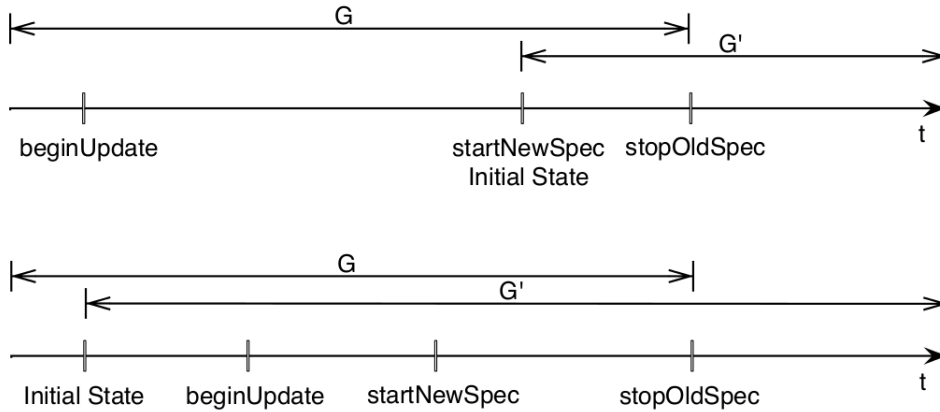 G
G'
beginUpdate startNewSpec stopOldSpec t
Initial State
G
G'
Initial State beginUpdate startNewSpec stopOldSpec t